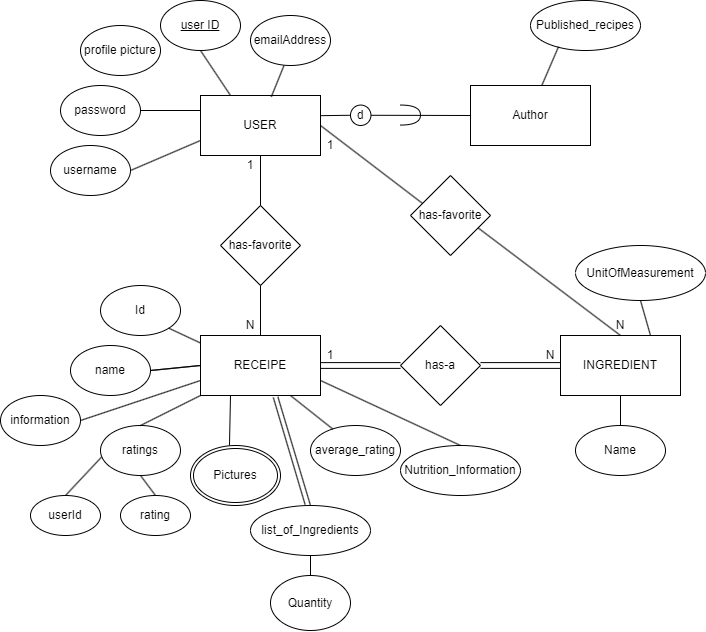 user ID
Published_recipes
emailAddress
profile picture
password
d
Author
USER
username
1
1
has-favorite
has-favorite
UnitOfMeasurement
Id
N
N
1
N
RECEIPE
has-a
INGREDIENT
name
information
ratings
average_rating
Name
Pictures
Nutrition_Information
userId
rating
list_of_Ingredients
Quantity